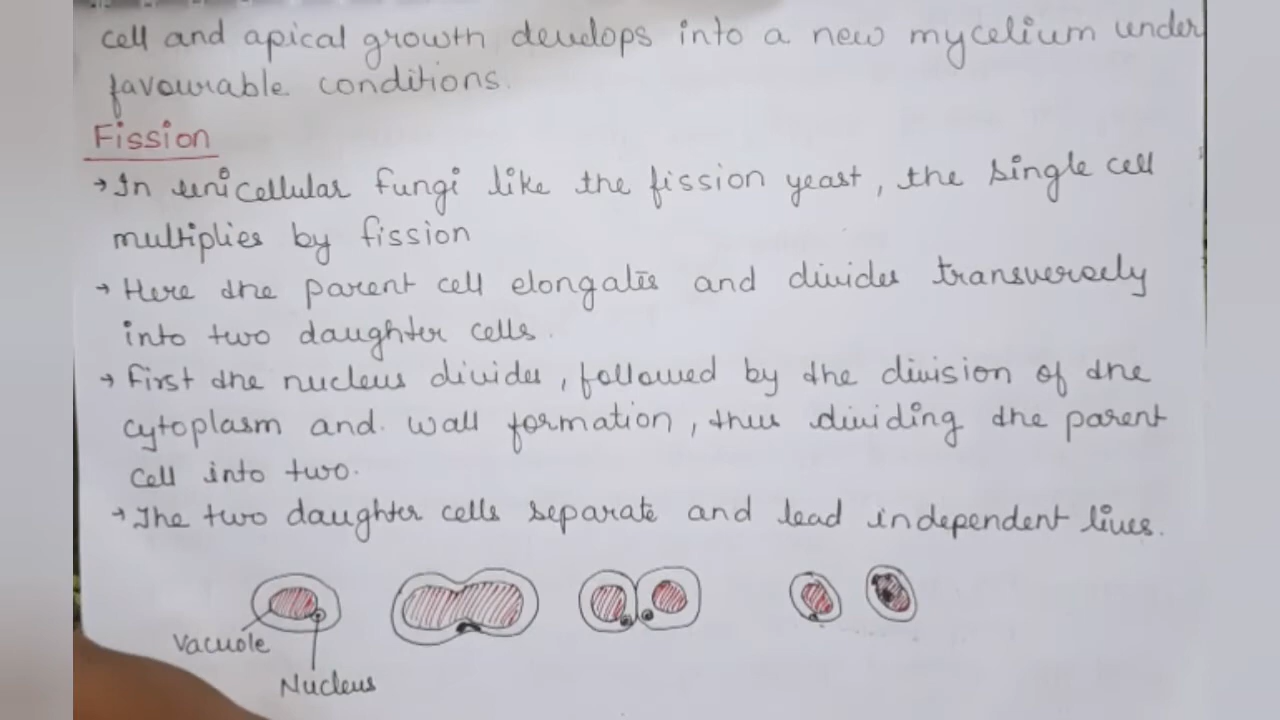 cell and apical growth develops into a new mycelium under
favourable conditions.
Fission
→ In unicellular fungi like the fission yeast, the single cell
multiplies by fission
→ Here the parent cell elongates and divides transversely
into two daughter cells.
→ First the nucleus divides, followed by the division of the
cytoplasm and wall formation, thus dividing the parent
cell into two.
→ The two daughter cells separate and lead independent lives.
Vacuole
Nucleus